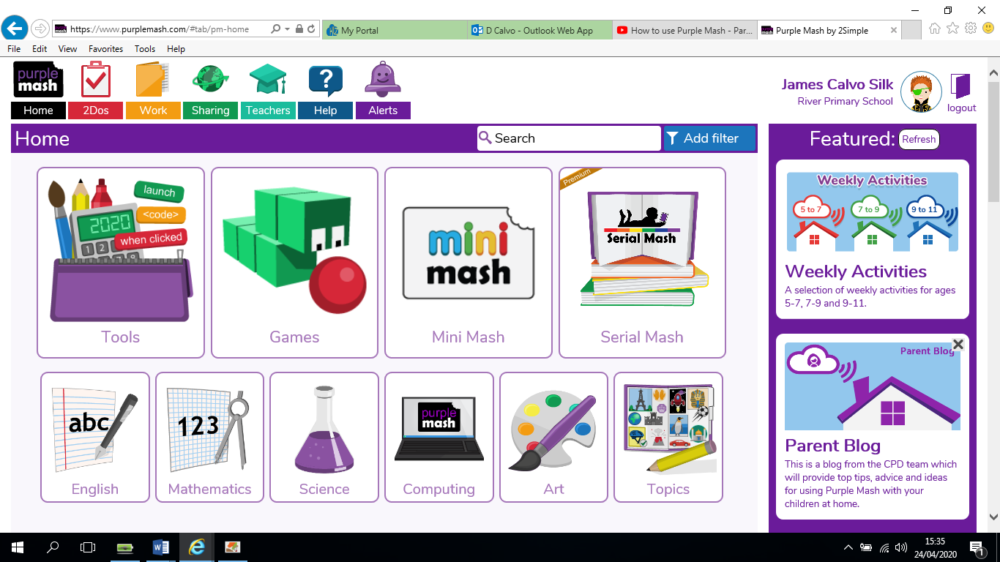 https://www.purplemash.com/#tab/pm-home
My Portal
D Calvo - Outlook Web App
How to use Purple Mash - Par...
Purple Mash by 2Simple
File Edit View Favorites Tools Help
purple
mash
Home
2Dos
Work
Sharing
Teachers
?
Help
Alerts
James Calvo Silk
River Primary School
logout
Home
Search
Add filter
Featured:
Refresh
launch
<code>
when clicked
2020
1 2
7 8
Tools
Games
mini
mash
Mini Mash
Premium
Serial Mash
Serial Mash
Weekly Activities
5 to 7
7 to 9
9 to 11
Weekly Activities
A selection of weekly activities for ages
5-7, 7-9 and 9-11.
Parent Blog
Parent Blog
This is a blog from the CPD team which
will provide top tips, advice and ideas
for using Purple Mash with your
children at home.
abc
English
123
Mathematics
Science
purple
mash
Computing
Art
Topics
15:35
24/04/2020
1